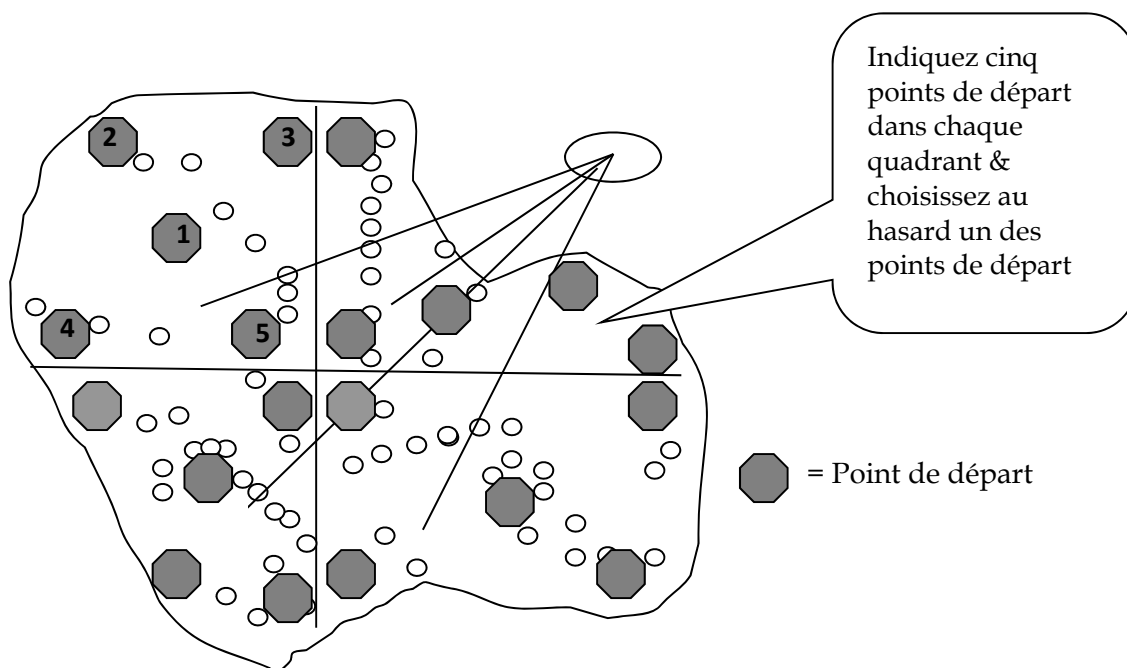 Indiquez cinq
points de départ
dans chaque
quadrant &
choisissez au
hasard un des
points de départ
2
3
1
4
5
= Point de départ